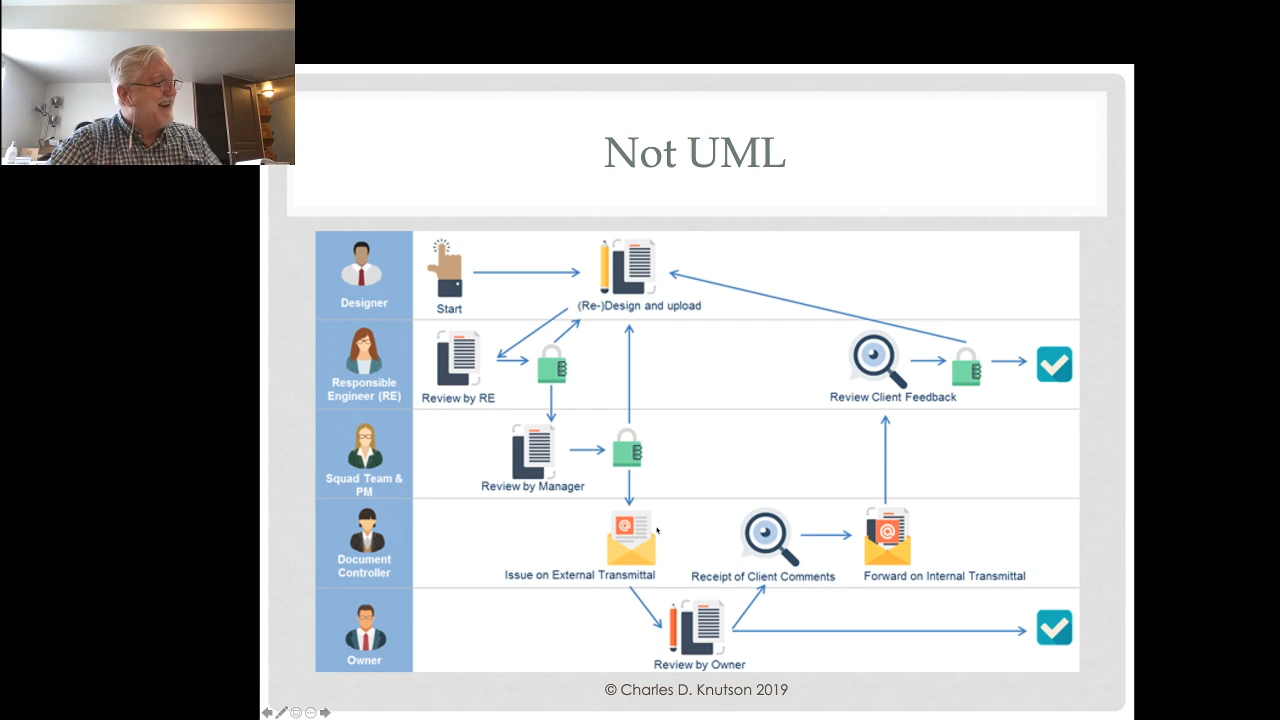 Not UML
Designer
Start
(Re-)Design and upload
Responsible
Engineer (RE)
Review by RE
Review Client Feedback
Squad Team &
PM
Review by Manager
Document
Controller
Issue on External Transmittal
Receipt of Client Comments
Forward on Internal Transmittal
Owner
Review by Owner
© Charles D. Knutson 2019